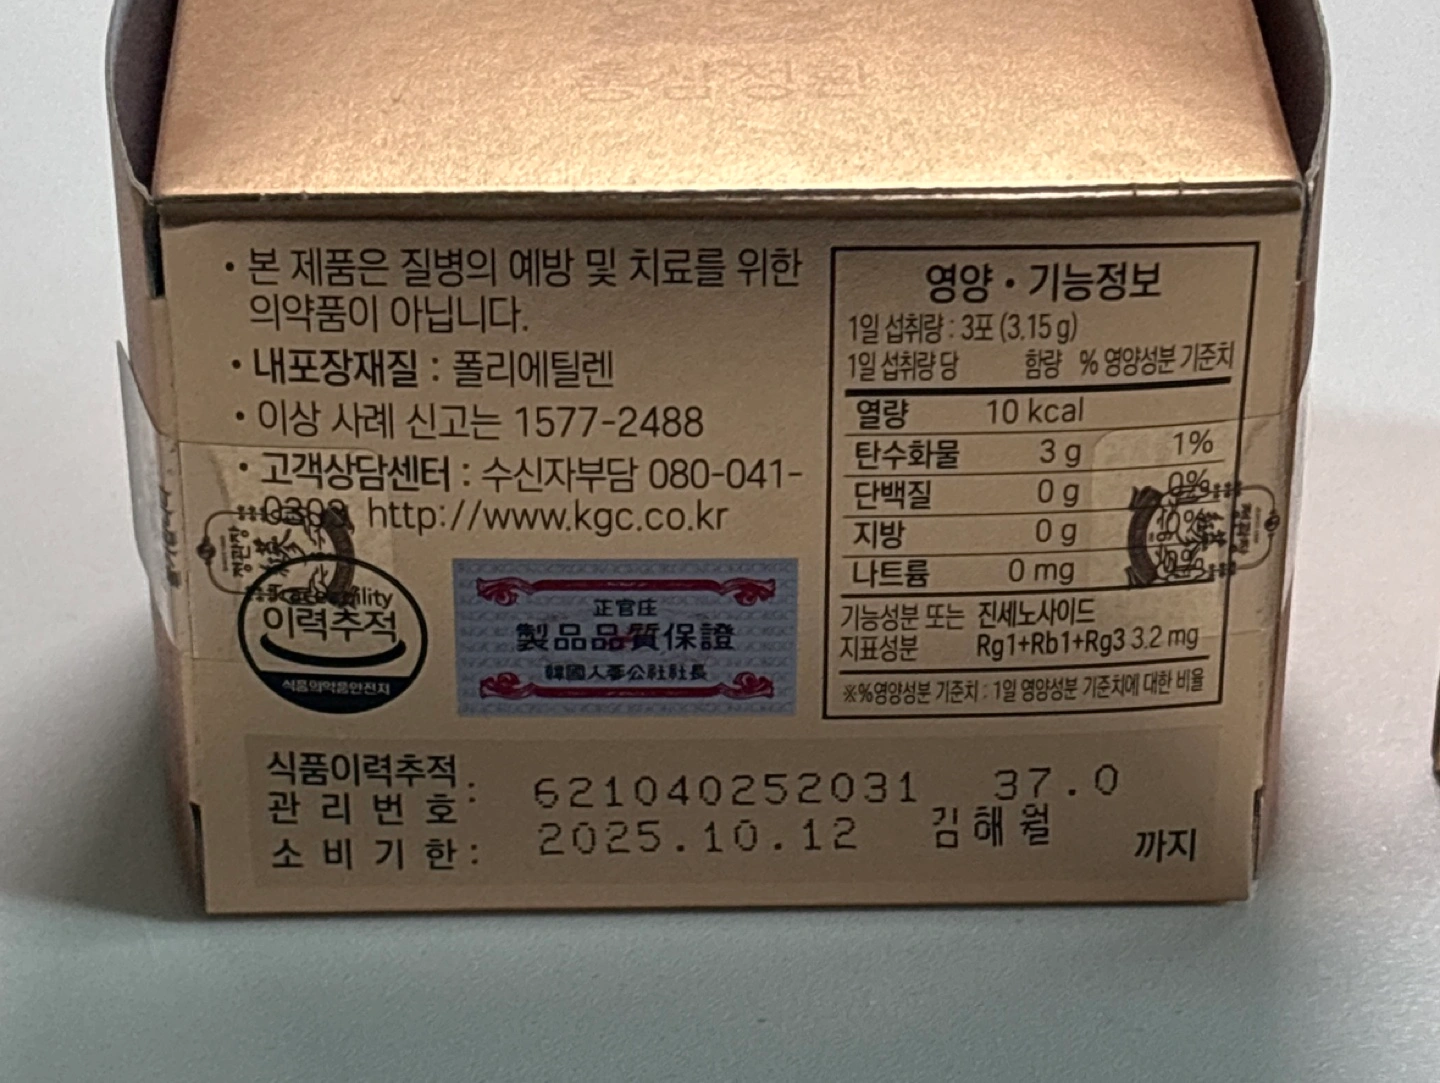 홍삼정환
• 본 제품은 질병의 예방 및 치료를 위한
의약품이 아닙니다.
• 내포장재질 : 폴리에틸렌
• 이상 사례 신고는 1577-2488
• 고객상담센터 : 수신자부담 080-041-
http://www.kgc.co.kr
이력추적
식품의약품안전처
正官庄
製品品質保證
韓國人蔘公社社長
영양 • 기능정보
1일 섭취량 : 3포 (3.15 g)
1일 섭취량 당 함량 % 영양성분 기준치
열량 10 kcal
탄수화물 3 g 1%
단백질 0 g 0%
지방 0 g
나트륨 0 mg
기능성분 또는 진세노사이드
지표성분 Rg1+Rb1+Rg3 3.2 mg
※%영양성분 기준치 : 1일 영양성분 기준치에 대한 비율
식품이력추적
관리번호 : 621040252031 37.0
소비기한 : 2025.10.12 김해월 까지